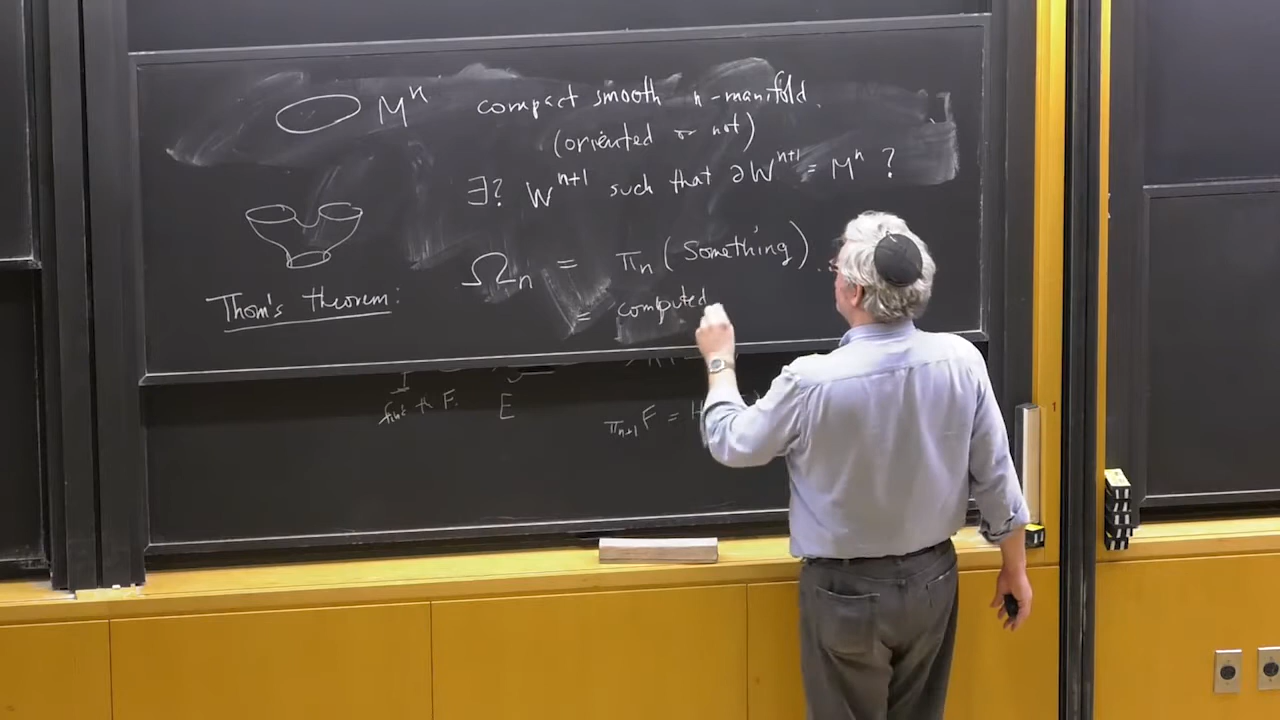 Mⁿ compact smooth n-manifold.
(oriented or not)
∃? Wⁿ⁺¹ such that ∂Wⁿ⁺¹ = Mⁿ ?
Ωₙ = πₙ (Something)
Thom's theorem:
= computed
F.
E
πₙ₊₁ F = H